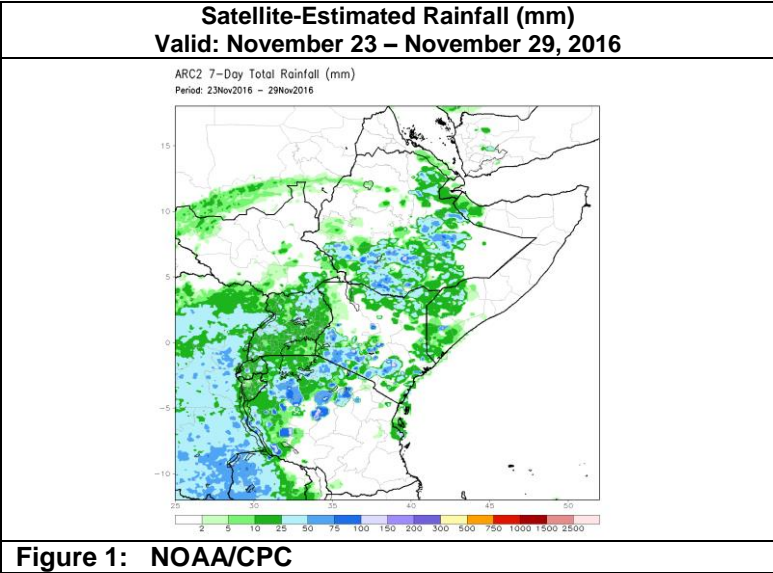 Satellite-Estimated Rainfall (mm)
Valid: November 23 – November 29, 2016
ARC2 7-Day Total Rainfall (mm)
Period: 23Nov2016 - 29Nov2016
15
10
5
0
-5
-10
25 30 35 40 45 50
2 5 10 25 50 75 100 150 200 300 500 750 1000 1500 2500
Figure 1: NOAA/CPC